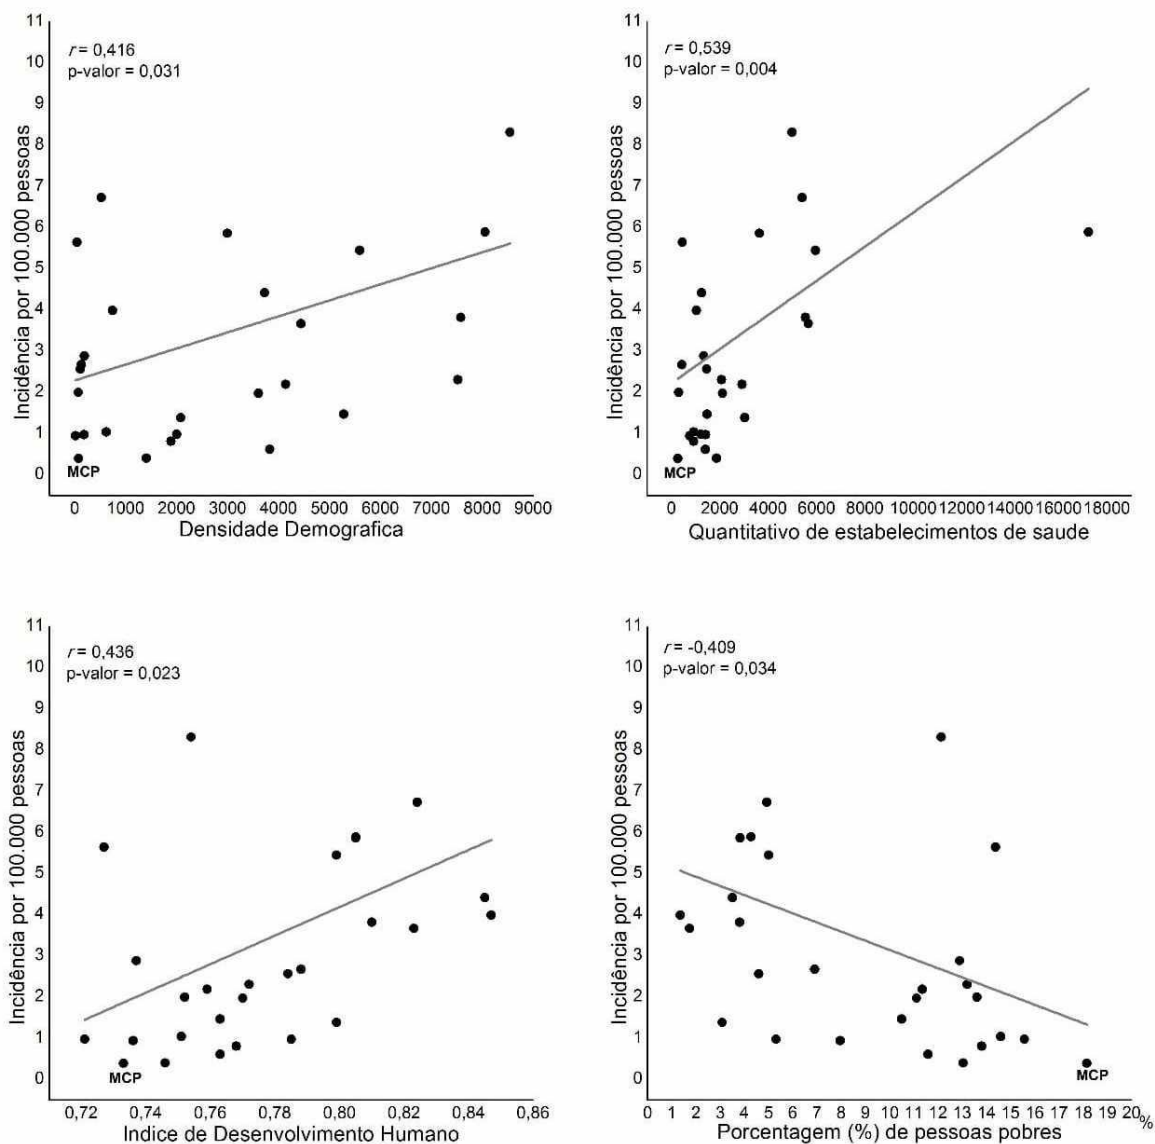 11
10
9
8
7
6
5
4
3
2
1
0
Incidência por 100.000 pessoas
r = 0,416
p-valor = 0,031
MCP
0 1000 2000 3000 4000 5000 6000 7000 8000 9000
Densidade Demografica
11
10
9
8
7
6
5
4
3
2
1
0
Incidência por 100.000 pessoas
r = 0,539
p-valor = 0,004
MCP
0 2000 4000 6000 8000 10000 12000 14000 16000 18000
Quantitativo de estabelecimentos de saude
11
10
9
8
7
6
5
4
3
2
1
0
Incidência por 100.000 pessoas
r = 0,436
p-valor = 0,023
MCP
0,72 0,74 0,76 0,78 0,80 0,82 0,84 0,86
Indice de Desenvolvimento Humano
11
10
9
8
7
6
5
4
3
2
1
0
Incidência por 100.000 pessoas
r = -0,409
p-valor = 0,034
MCP
0 1 2 3 4 5 6 7 8 9 10 11 12 13 14 15 16 17 18 19 20 %
Porcentagem (%) de pessoas pobres